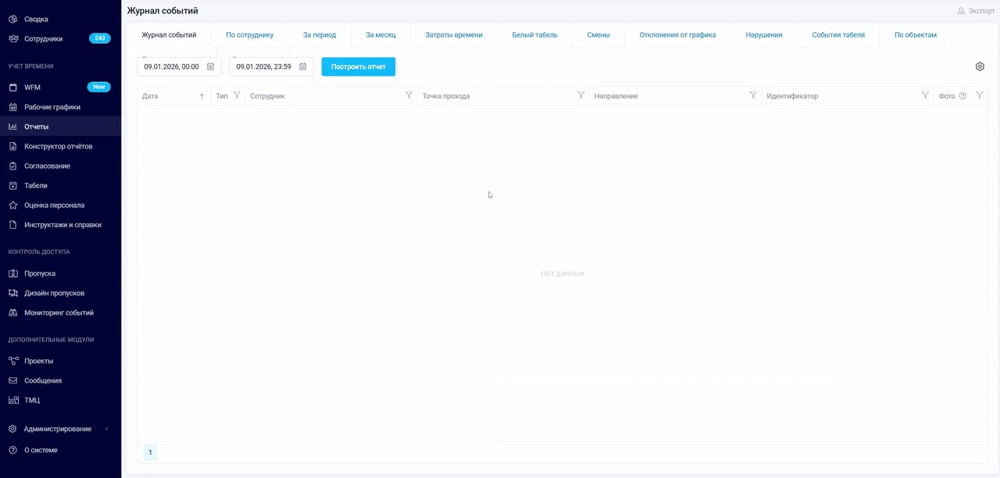 Сводка
Сотрудники 243
УЧЕТ ВРЕМЕНИ
WFM New
Рабочие графики
Отчеты
Конструктор отчётов
Согласование
Табели
Оценка персонала
Инструктажи и справки
КОНТРОЛЬ ДОСТУПА
Пропуска
Дизайн пропусков
Мониторинг событий
ДОПОЛНИТЕЛЬНЫЕ МОДУЛИ
Проекты
Сообщения
ТМЦ
Администрирование
О системе
Журнал событий
Экспорт
Журнал событий По сотруднику За период За месяц Затраты времени Белый табель Смены Отклонения от графика Нарушения События табеля По объектам
09.01.2026, 00:00 09.01.2026, 23:59 Построить отчет
Дата Тип Сотрудник Точка прохода Направление Идентификатор Фото
Нет данных
1